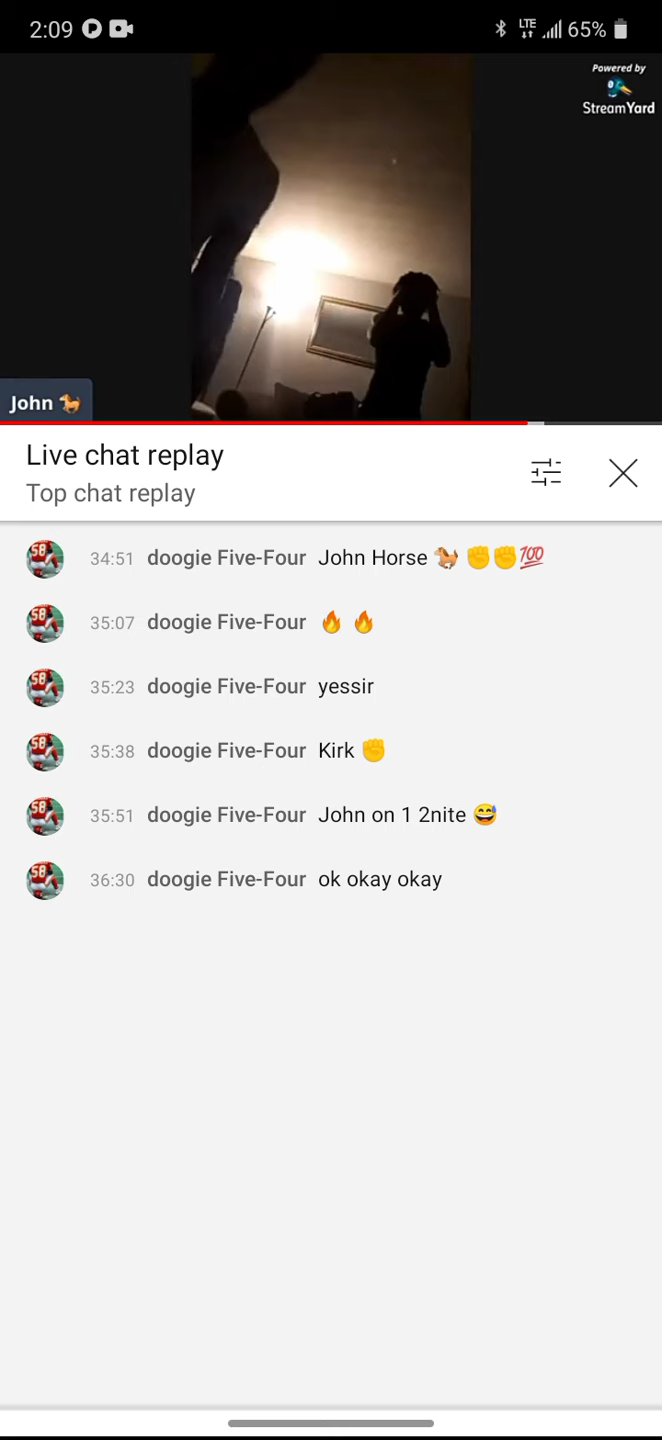 2:09
LTE
65%
Powered by
StreamYard
John 🐎
Live chat replay
Top chat replay
34:51 doogie Five-Four John Horse 🐎 ✊✊💯
35:07 doogie Five-Four 🔥 🔥
35:23 doogie Five-Four yessir
35:38 doogie Five-Four Kirk ✊
35:51 doogie Five-Four John on 1 2nite 😅
36:30 doogie Five-Four ok okay okay